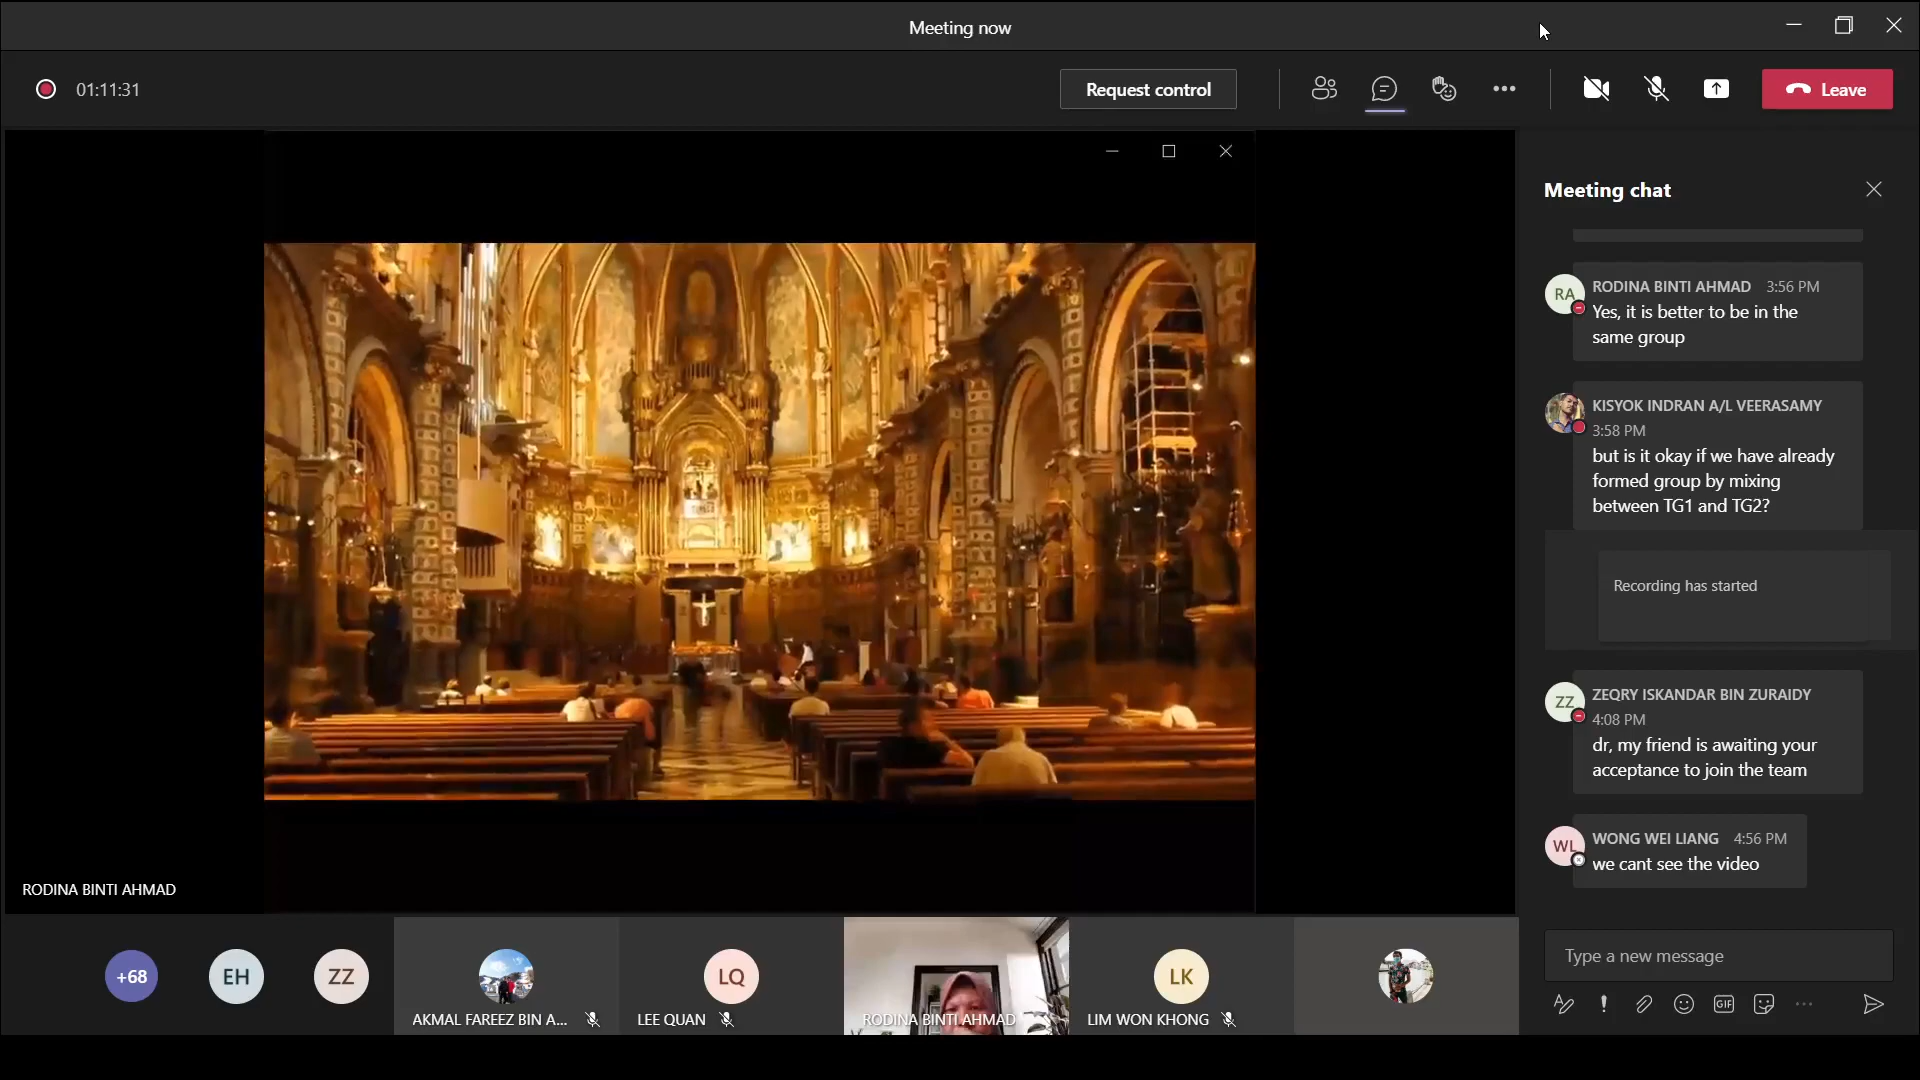 Meeting now
01:11:31
Request control
Leave
Meeting chat
RA
RODINA BINTI AHMAD 3:56 PM
Yes, it is better to be in the
same group
KISYOK INDRAN A/L VEERASAMY
3:58 PM
but is it okay if we have already
formed group by mixing
between TG1 and TG2?
Recording has started
ZZ
ZEQRY ISKANDAR BIN ZURAIDY
4:08 PM
dr, my friend is awaiting your
acceptance to join the team
WL
WONG WEI LIANG 4:56 PM
we cant see the video
RODINA BINTI AHMAD
+68
EH
ZZ
AKMAL FAREEZ BIN A...
LQ
LEE QUAN
RODINA BINTI AHMAD
LK
LIM WON KHONG
Type a new message
GIF